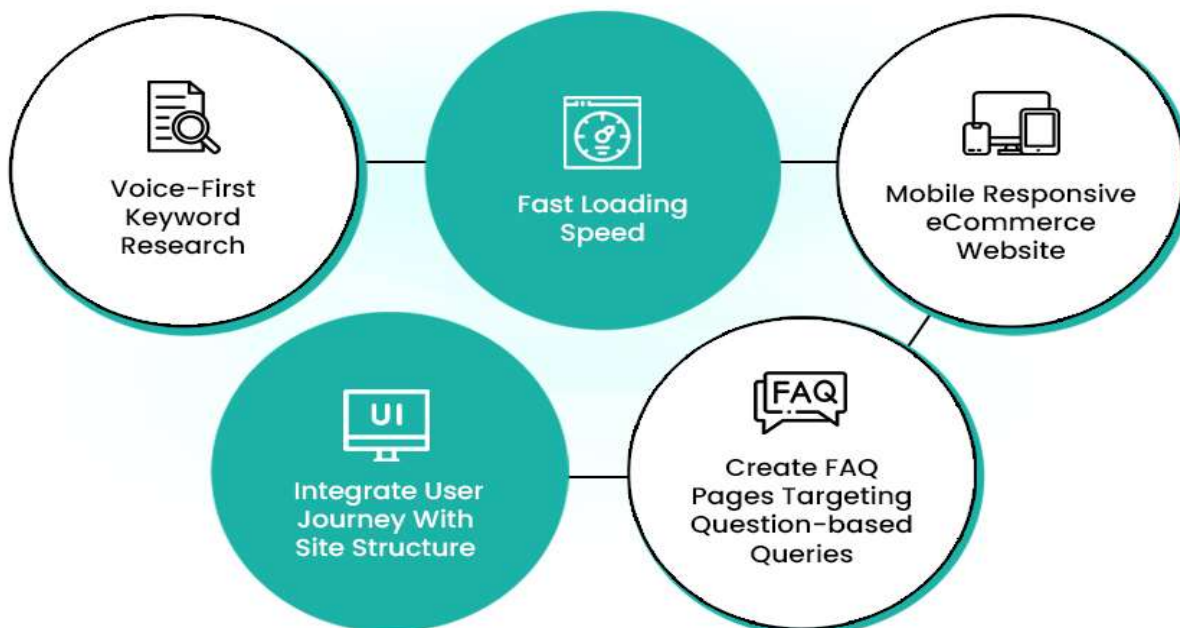 Voice-First
Keyword
Research
Fast Loading
Speed
Mobile Responsive
eCommerce
Website
UI
Integrate User
Journey With
Site Structure
FAQ
Create FAQ
Pages Targeting
Question-based
Queries